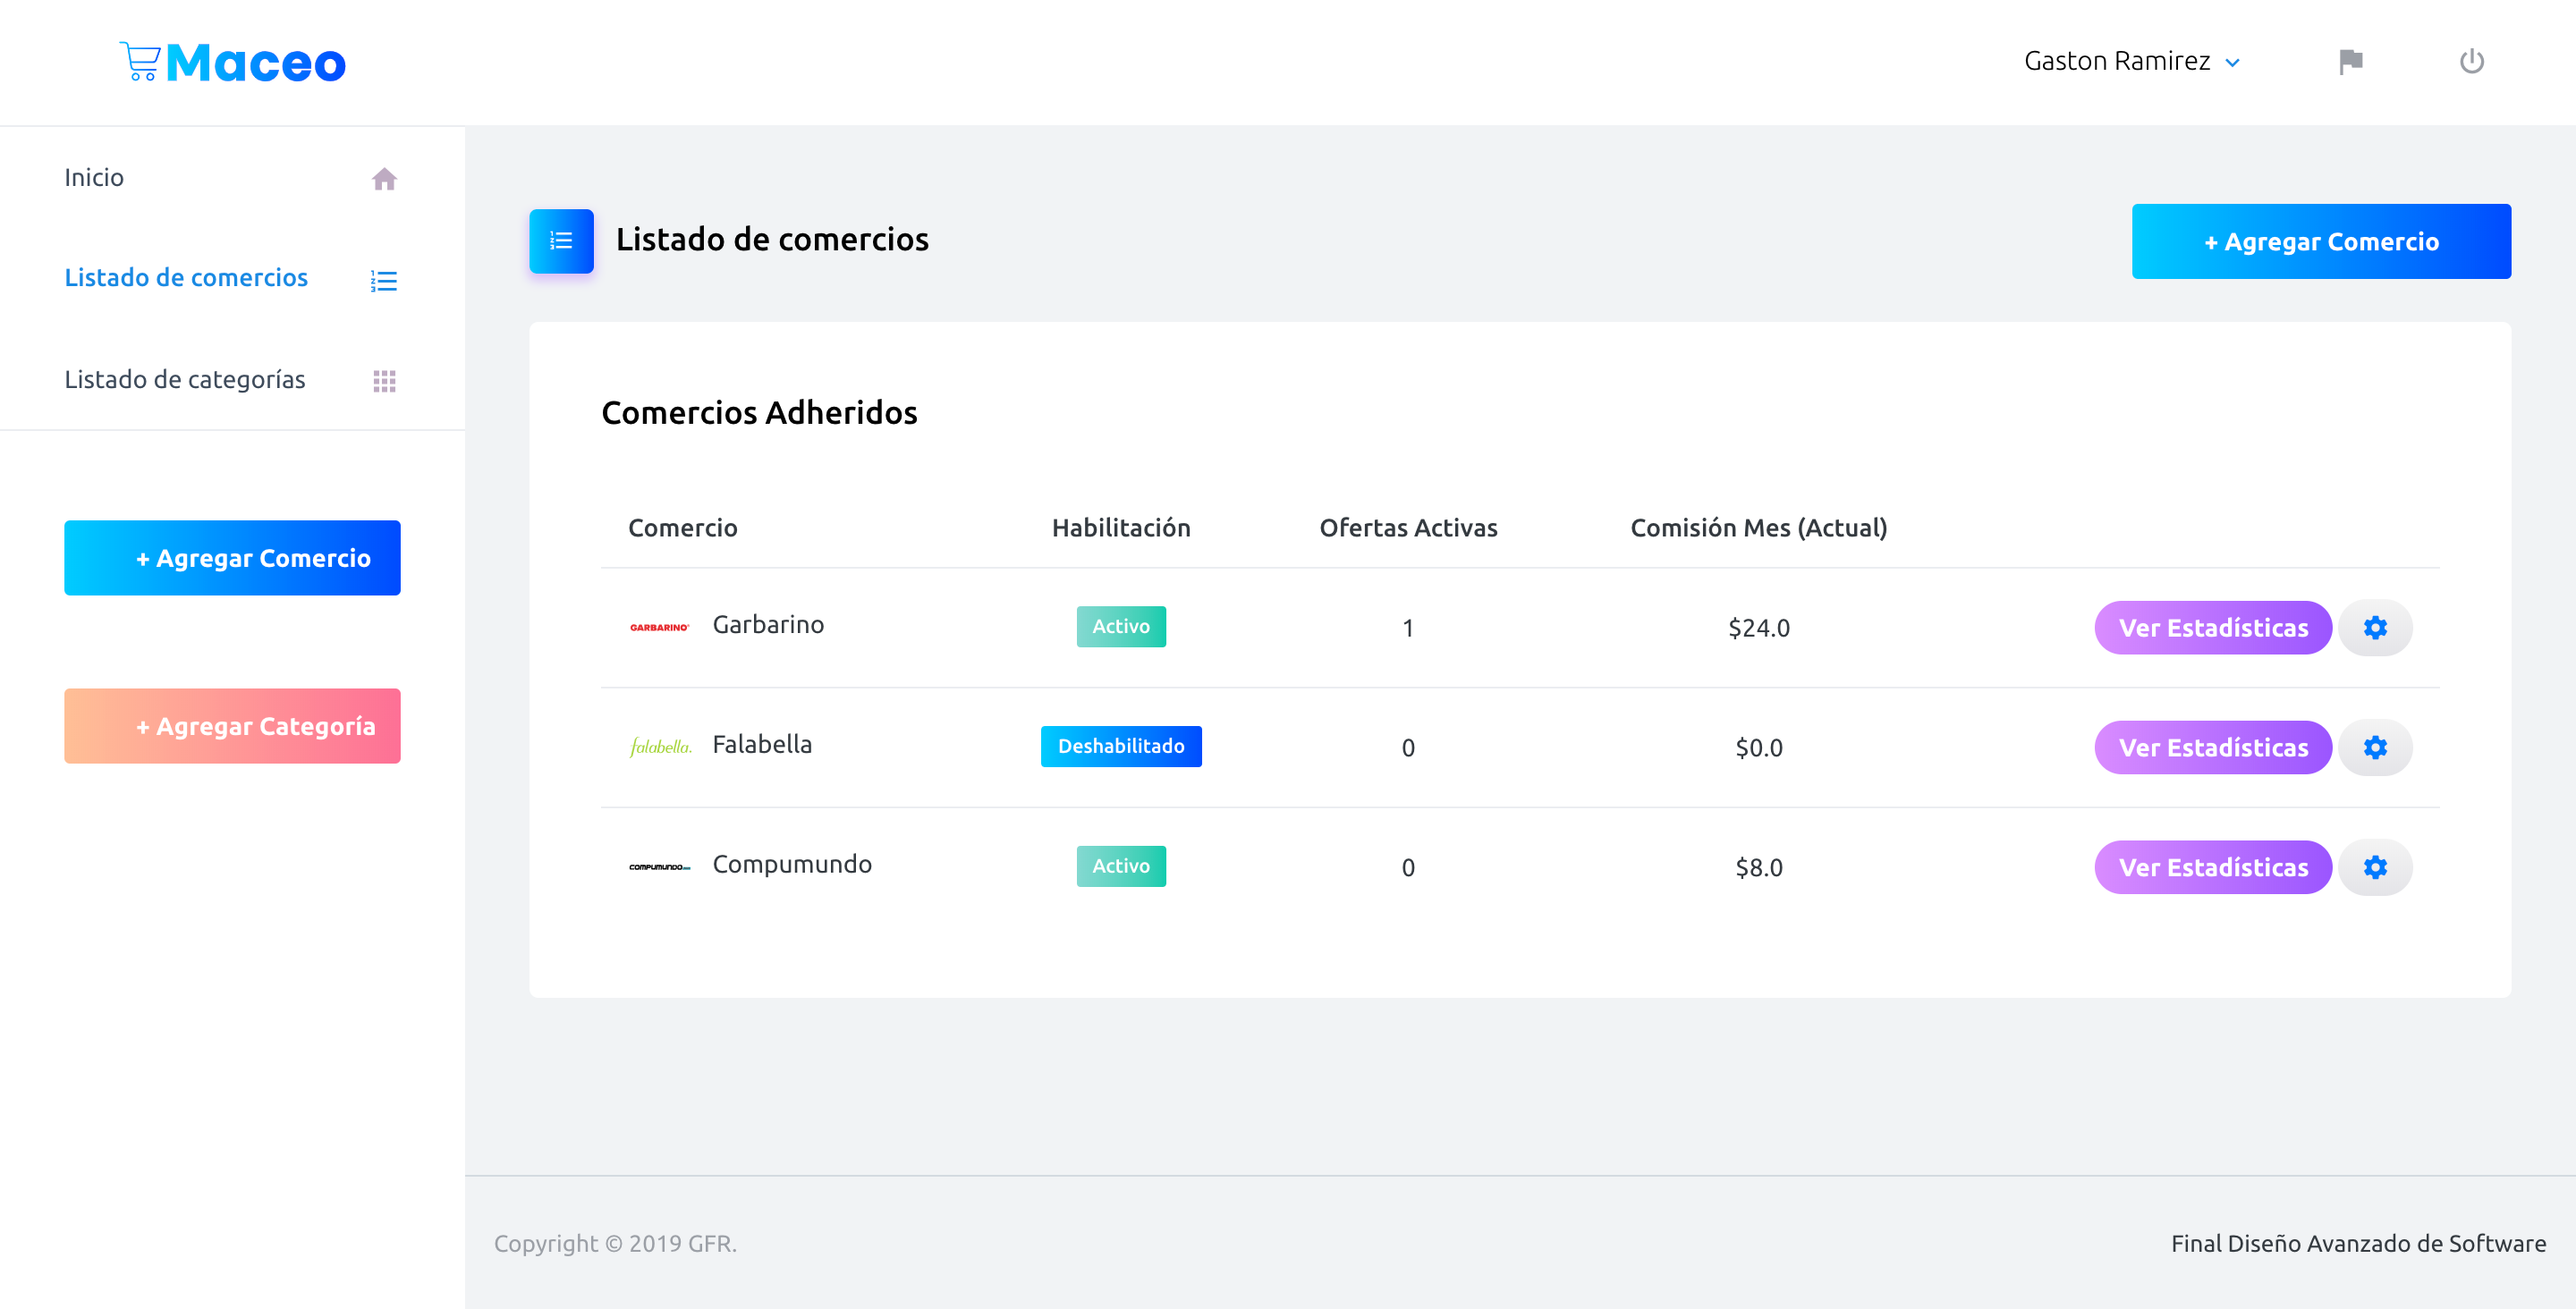 Maceo
Gaston Ramirez
Inicio
Listado de comercios
Listado de categorías
+ Agregar Comercio
+ Agregar Categoría
Listado de comercios
+ Agregar Comercio
Comercios Adheridos
Comercio Habilitación Ofertas Activas Comisión Mes (Actual)
GARBARINO Garbarino Activo 1 $24.0 Ver Estadísticas
falabella. Falabella Deshabilitado 0 $0.0 Ver Estadísticas
COMPUMUNDO Compumundo Activo 0 $8.0 Ver Estadísticas
Copyright © 2019 GFR.
Final Diseño Avanzado de Software